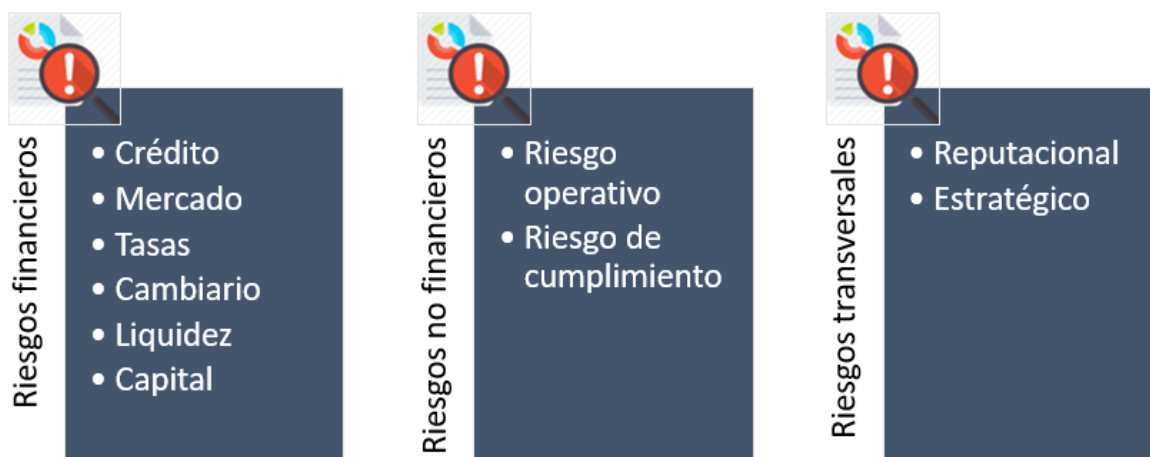 Riesgos financieros
• Crédito
• Mercado
• Tasas
• Cambiario
• Liquidez
• Capital
Riesgos no financieros
• Riesgo
operativo
• Riesgo de
cumplimiento
Riesgos transversales
• Reputacional
• Estratégico